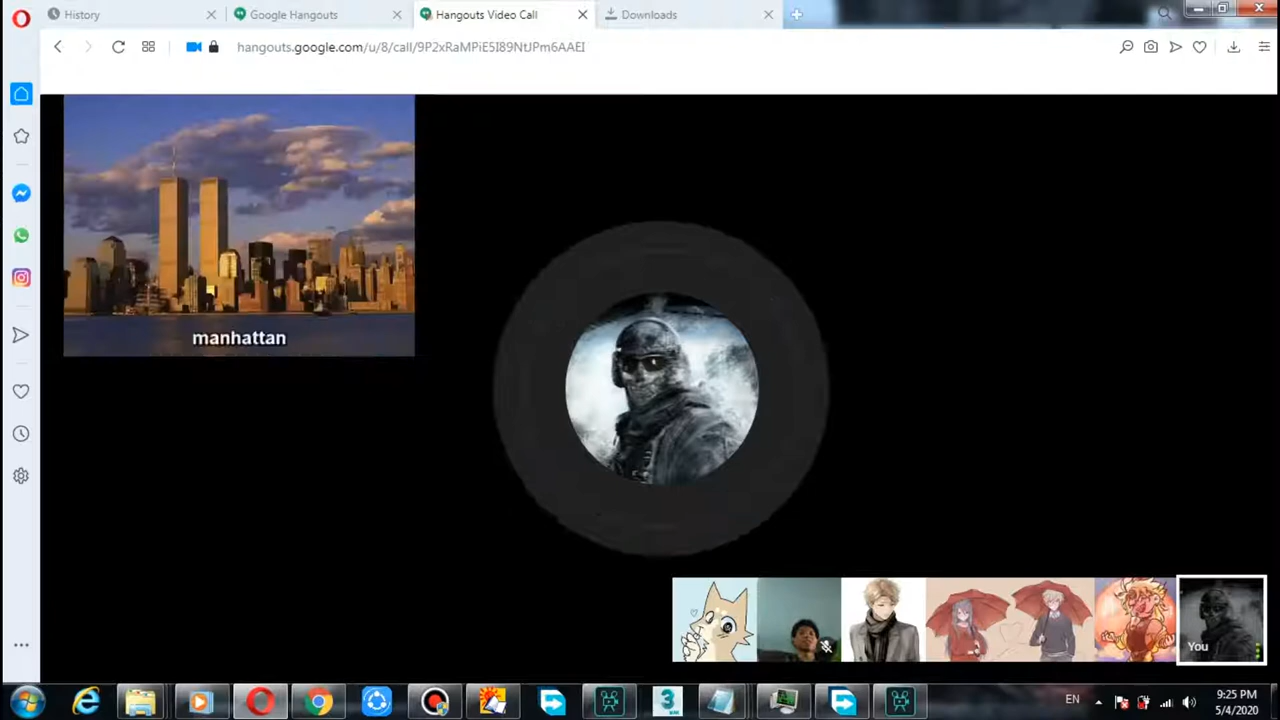 History
Google Hangouts
Hangouts Video Call
Downloads
hangouts.google.com/u/8/call/9P2xRaMPiE5I89NtJPm6AAEI
manhattan
You
EN
9:25 PM
5/4/2020